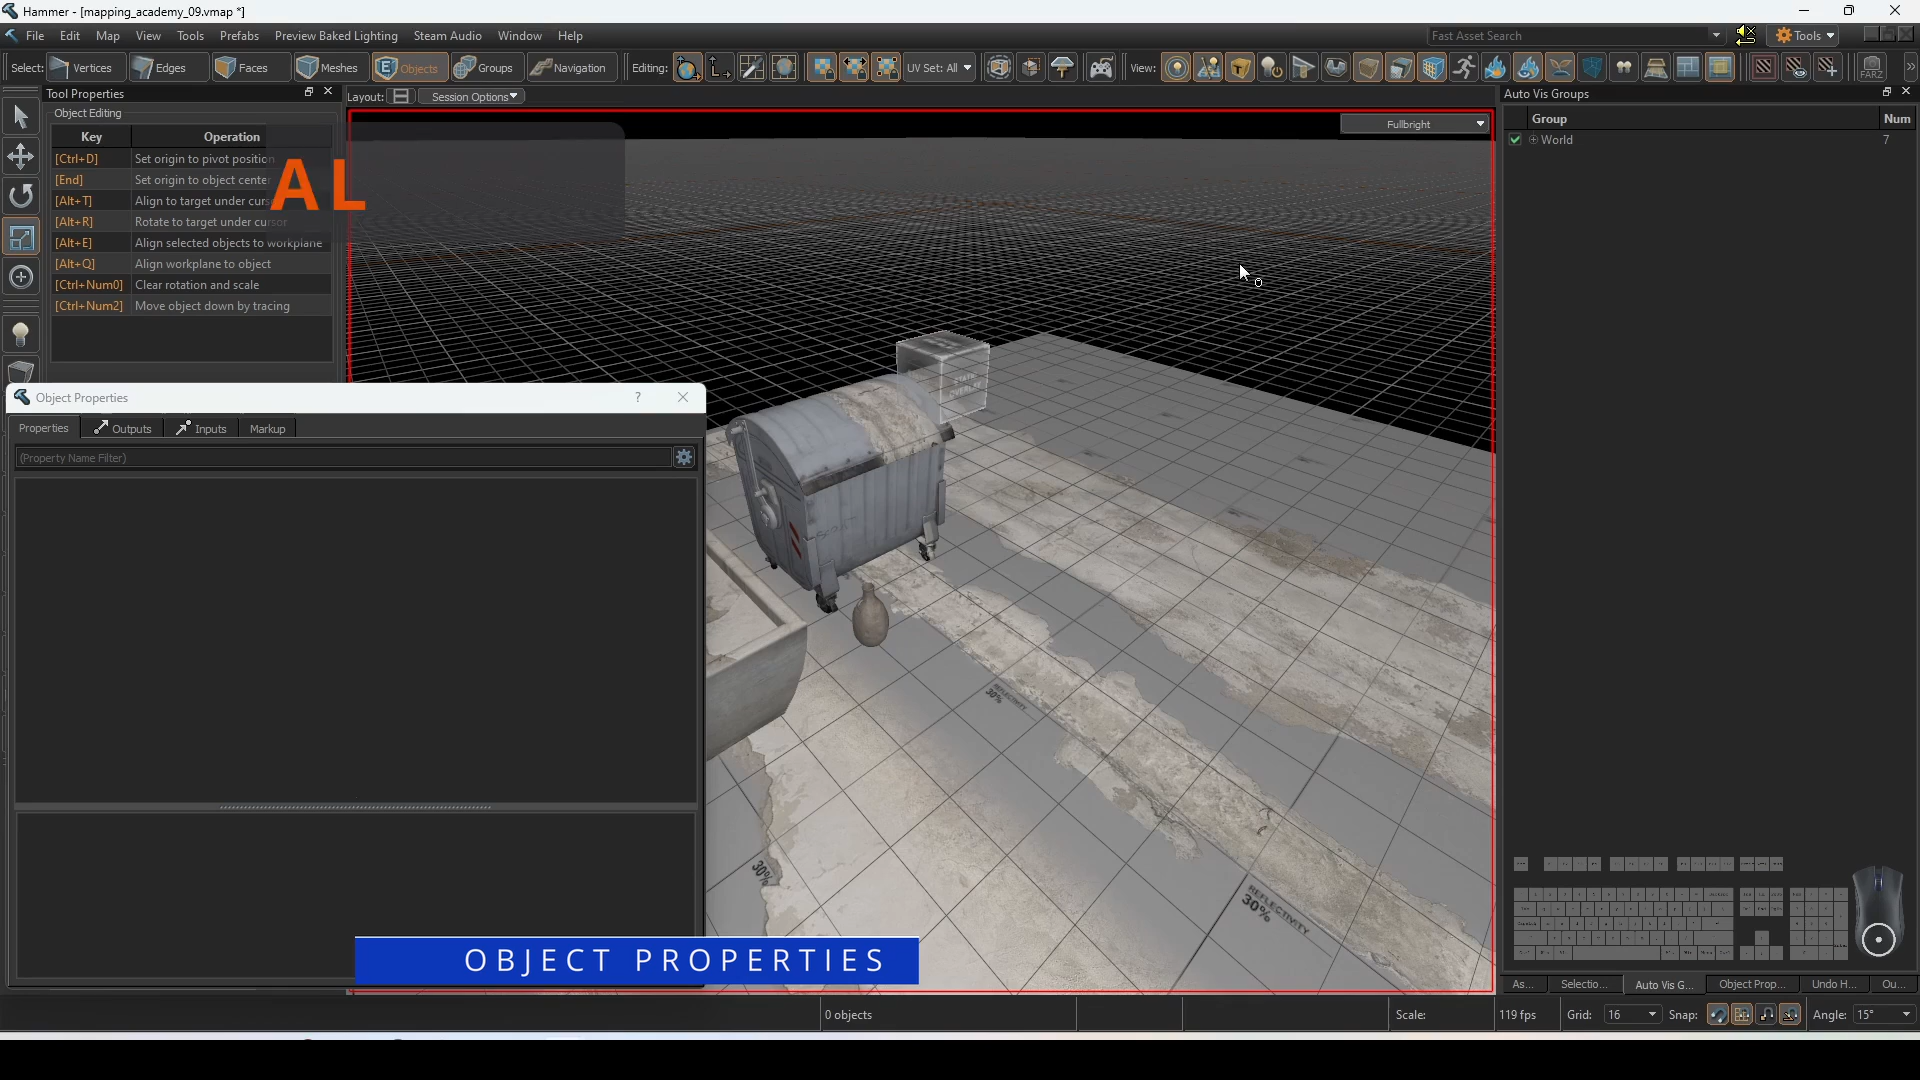 Hammer - [mapping_academy_09.vmap *]
File Edit Map View Tools Prefabs Preview Baked Lighting Steam Audio Window Help
Fast Asset Search
Tools
Select: Vertices Edges Faces Meshes Objects Groups Navigation Editing: UV Set: All View: FARZ
Tool Properties
Layout: Session Options
Auto Vis Groups
Object Editing
Fullbright
Group Num
Key Operation
World 7
[Ctrl+D] Set origin to pivot position
[End] Set origin to object center
[Alt+T] Align to target under
[Alt+R] Rotate to target under cursor
[Alt+E] Align selected objects to workplane
[Alt+Q] Align workplane to object
[Ctrl+Num0] Clear rotation and scale
[Ctrl+Num2] Move object down by tracing
AL
Object Properties
?
Properties Outputs Inputs Markup
(Property Name Filter)
REFLECTIVITY
30%
30%
REFLECTIVITY
30%
OBJECT PROPERTIES
As... Selectio... Auto Vis G... Object Prop... Undo H... Ou...
0 objects
Scale:
119 fps
Grid: 16
Snap:
Angle: 15°